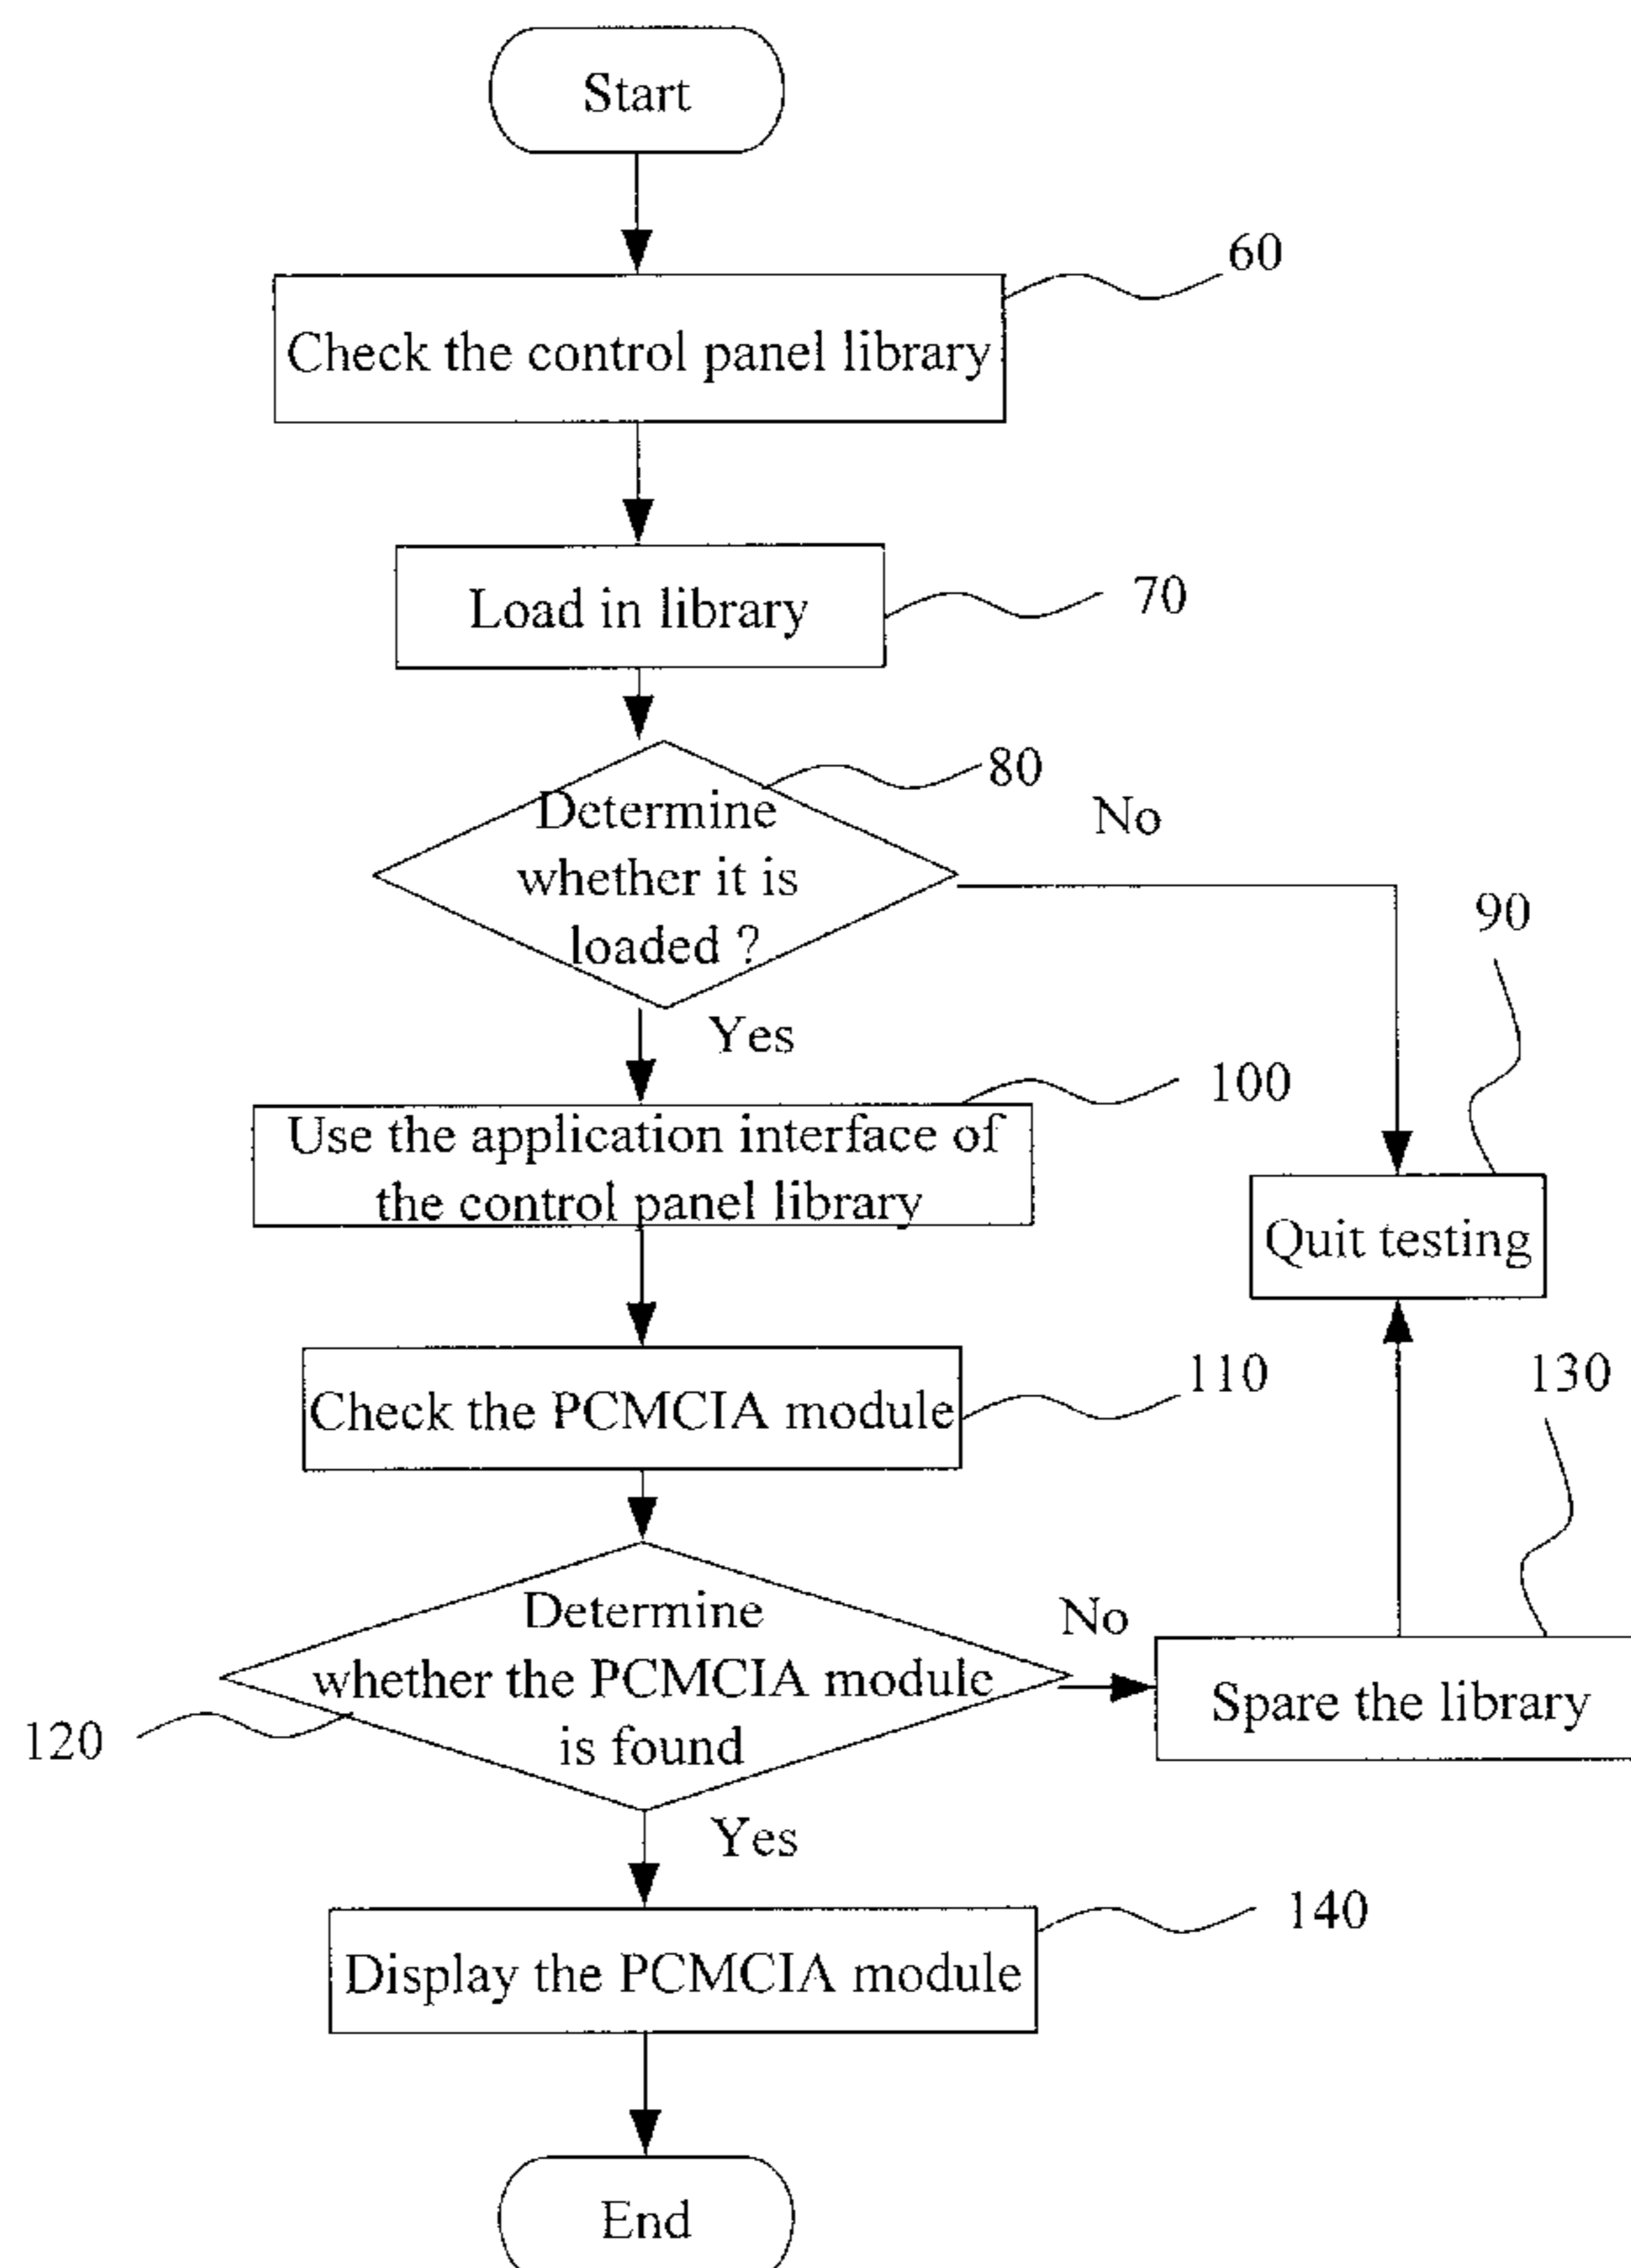 Start
60
Check the control panel library
Load in library
70
80
Determine
whether it is
loaded ?
No
90
Yes
100
Use the application interface of
the control panel library
Quit testing
Check the PCMCIA module
110
130
Determine
whether the PCMCIA module
is found
No
Spare the library
120
Yes
140
Display the PCMCIA module
End